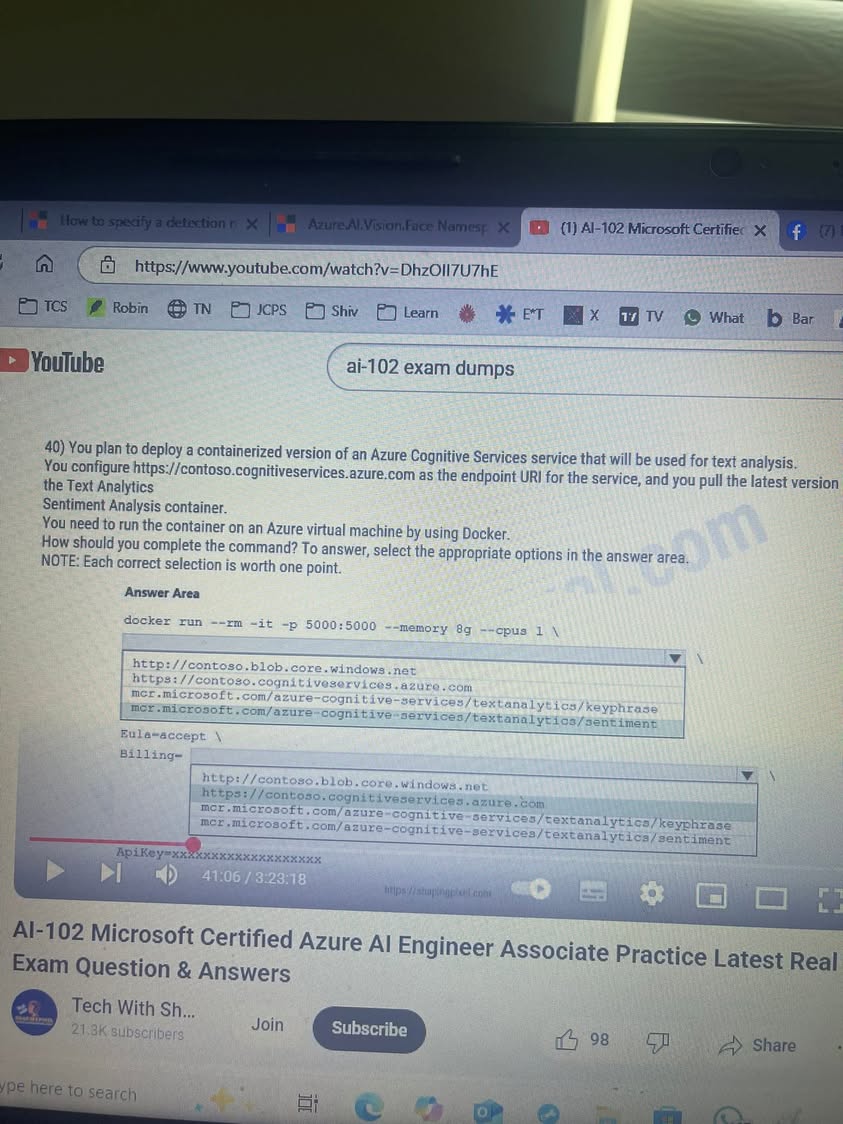 How to specify a detection
Azure.AI.Vision.Face Namesp
(1) AI-102 Microsoft Certified
(7)
https://www.youtube.com/watch?v=DhzOII7U7hE
TCS Robin TN JCPS Shiv Learn E*T X TV What Bar
YouTube
ai-102 exam dumps
40) You plan to deploy a containerized version of an Azure Cognitive Services service that will be used for text analysis.
You configure https://contoso.cognitiveservices.azure.com as the endpoint URI for the service, and you pull the latest version
the Text Analytics
Sentiment Analysis container.
You need to run the container on an Azure virtual machine by using Docker.
How should you complete the command? To answer, select the appropriate options in the answer area.
NOTE: Each correct selection is worth one point.
.com
Answer Area
docker run --rm -it -p 5000:5000 --memory 8g --cpus 1 \
\
http://contoso.blob.core.windows.net
https://contoso.cognitiveservices.azure.com
mcr.microsoft.com/azure-cognitive-services/textanalytics/keyphrase
mcr.microsoft.com/azure-cognitive-services/textanalytics/sentiment
Eula=accept \
Billing=
\
http://contoso.blob.core.windows.net
https://contoso.cognitiveservices.azure.com
mcr.microsoft.com/azure-cognitive-services/textanalytics/keyphrase
mcr.microsoft.com/azure-cognitive-services/textanalytics/sentiment
ApiKey=xxxxxxxxxxxxxxxxxxxx
41:06 / 3:23:18
https://shapingpixel.com
AI-102 Microsoft Certified Azure AI Engineer Associate Practice Latest Real
Exam Question & Answers
Tech With Sh...
21.3K subscribers
Join
Subscribe
98
Share
ype here to search